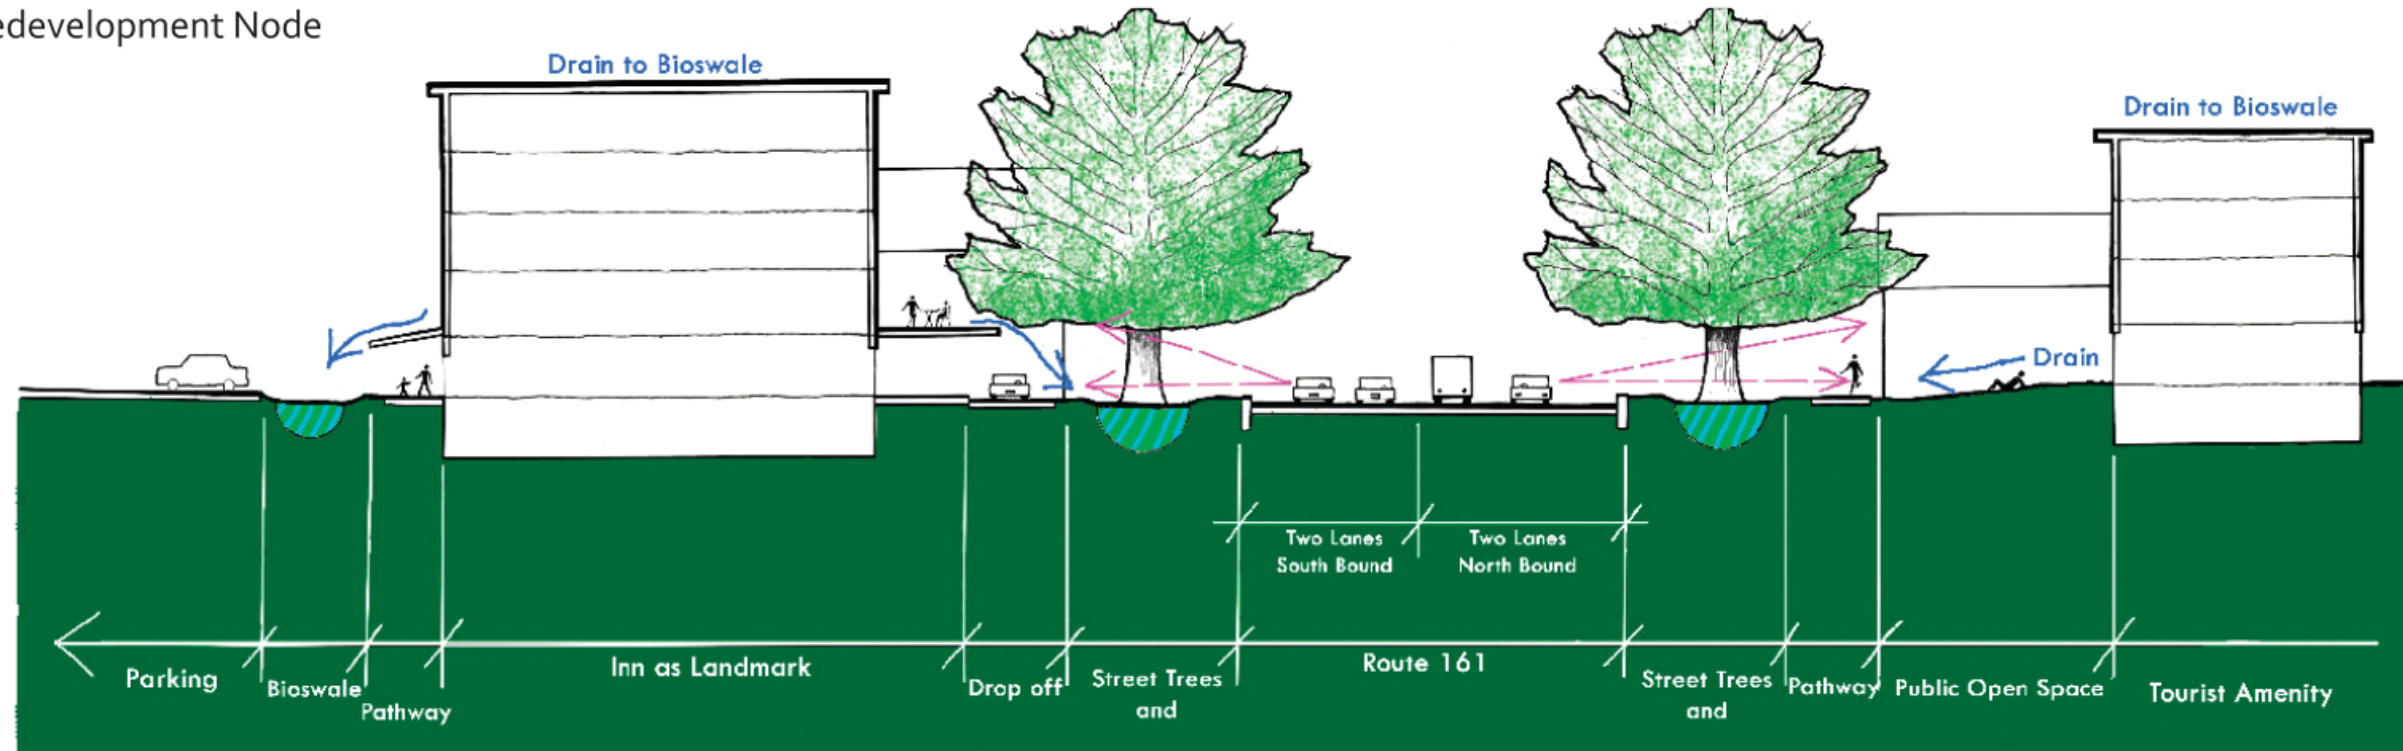 edevelopment Node
Drain to Bioswale
Drain to Bioswale
Drain
Two Lanes
South Bound
Two Lanes
North Bound
Parking
Bioswale
Pathway
Inn as Landmark
Drop off
Street Trees
and
Route 161
Street Trees
and
Pathway
Public Open Space
Tourist Amenity